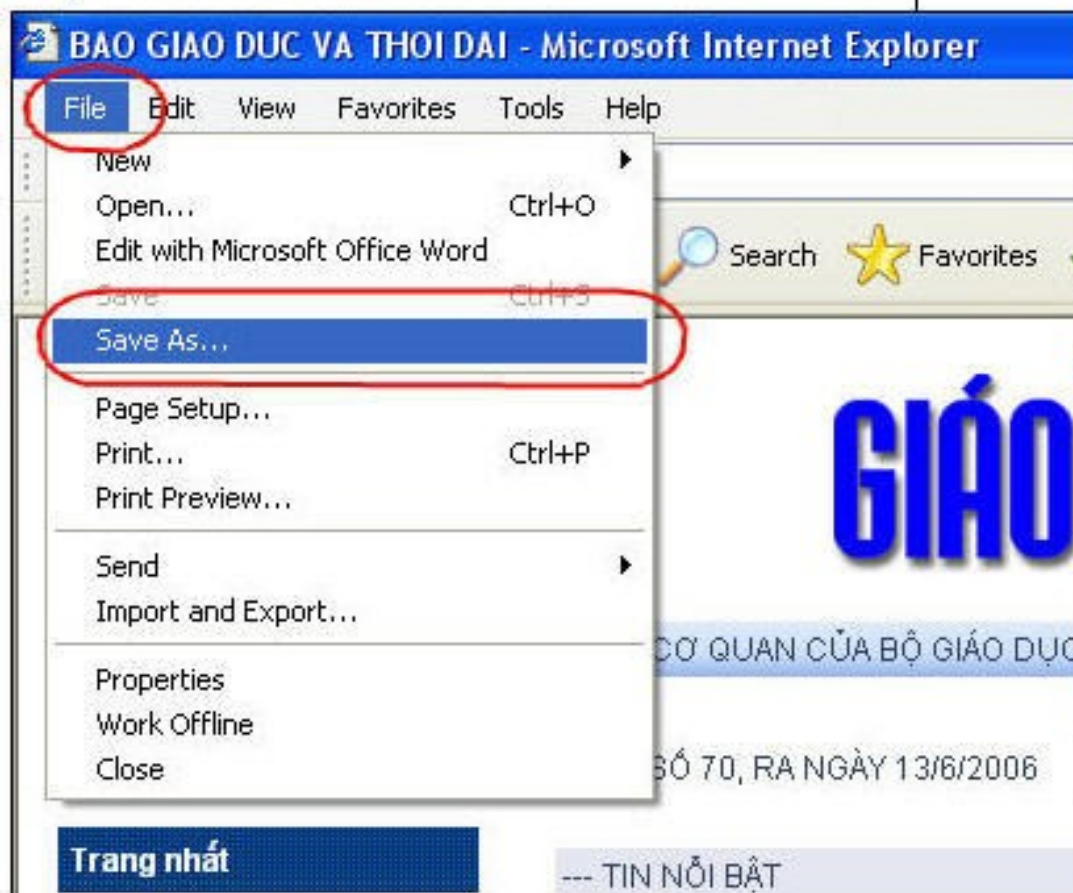 BAO GIAO DUC VA THOI DAI - Microsoft Internet Explorer
File Edit View Favorites Tools Help
New
Open... Ctrl+O
Edit with Microsoft Office Word
Search Favorites
Save Ctrl+S
Save As...
Page Setup...
GIÁO
Print... Ctrl+P
Print Preview...
Send
Import and Export...
CƠ QUAN CỦA BỘ GIÁO DỤC
Properties
Work Offline
Close
SỐ 70, RA NGÀY 13/6/2006
Trang nhất
--- TIN NỔI BẬT